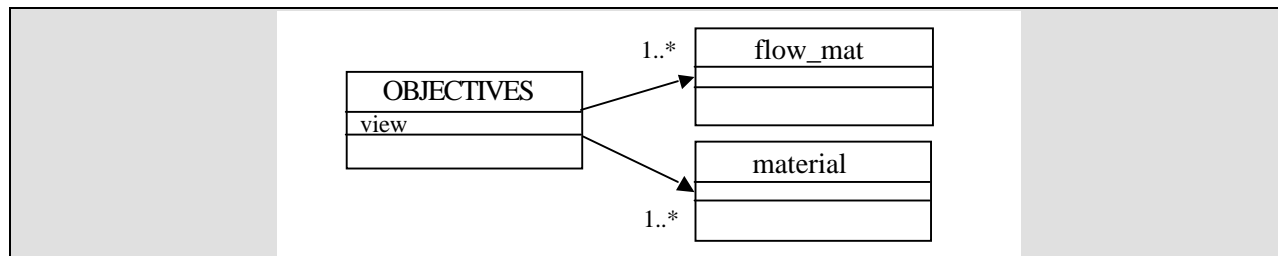 1..*
flow_mat
OBJECTIVES
view
material
1..*